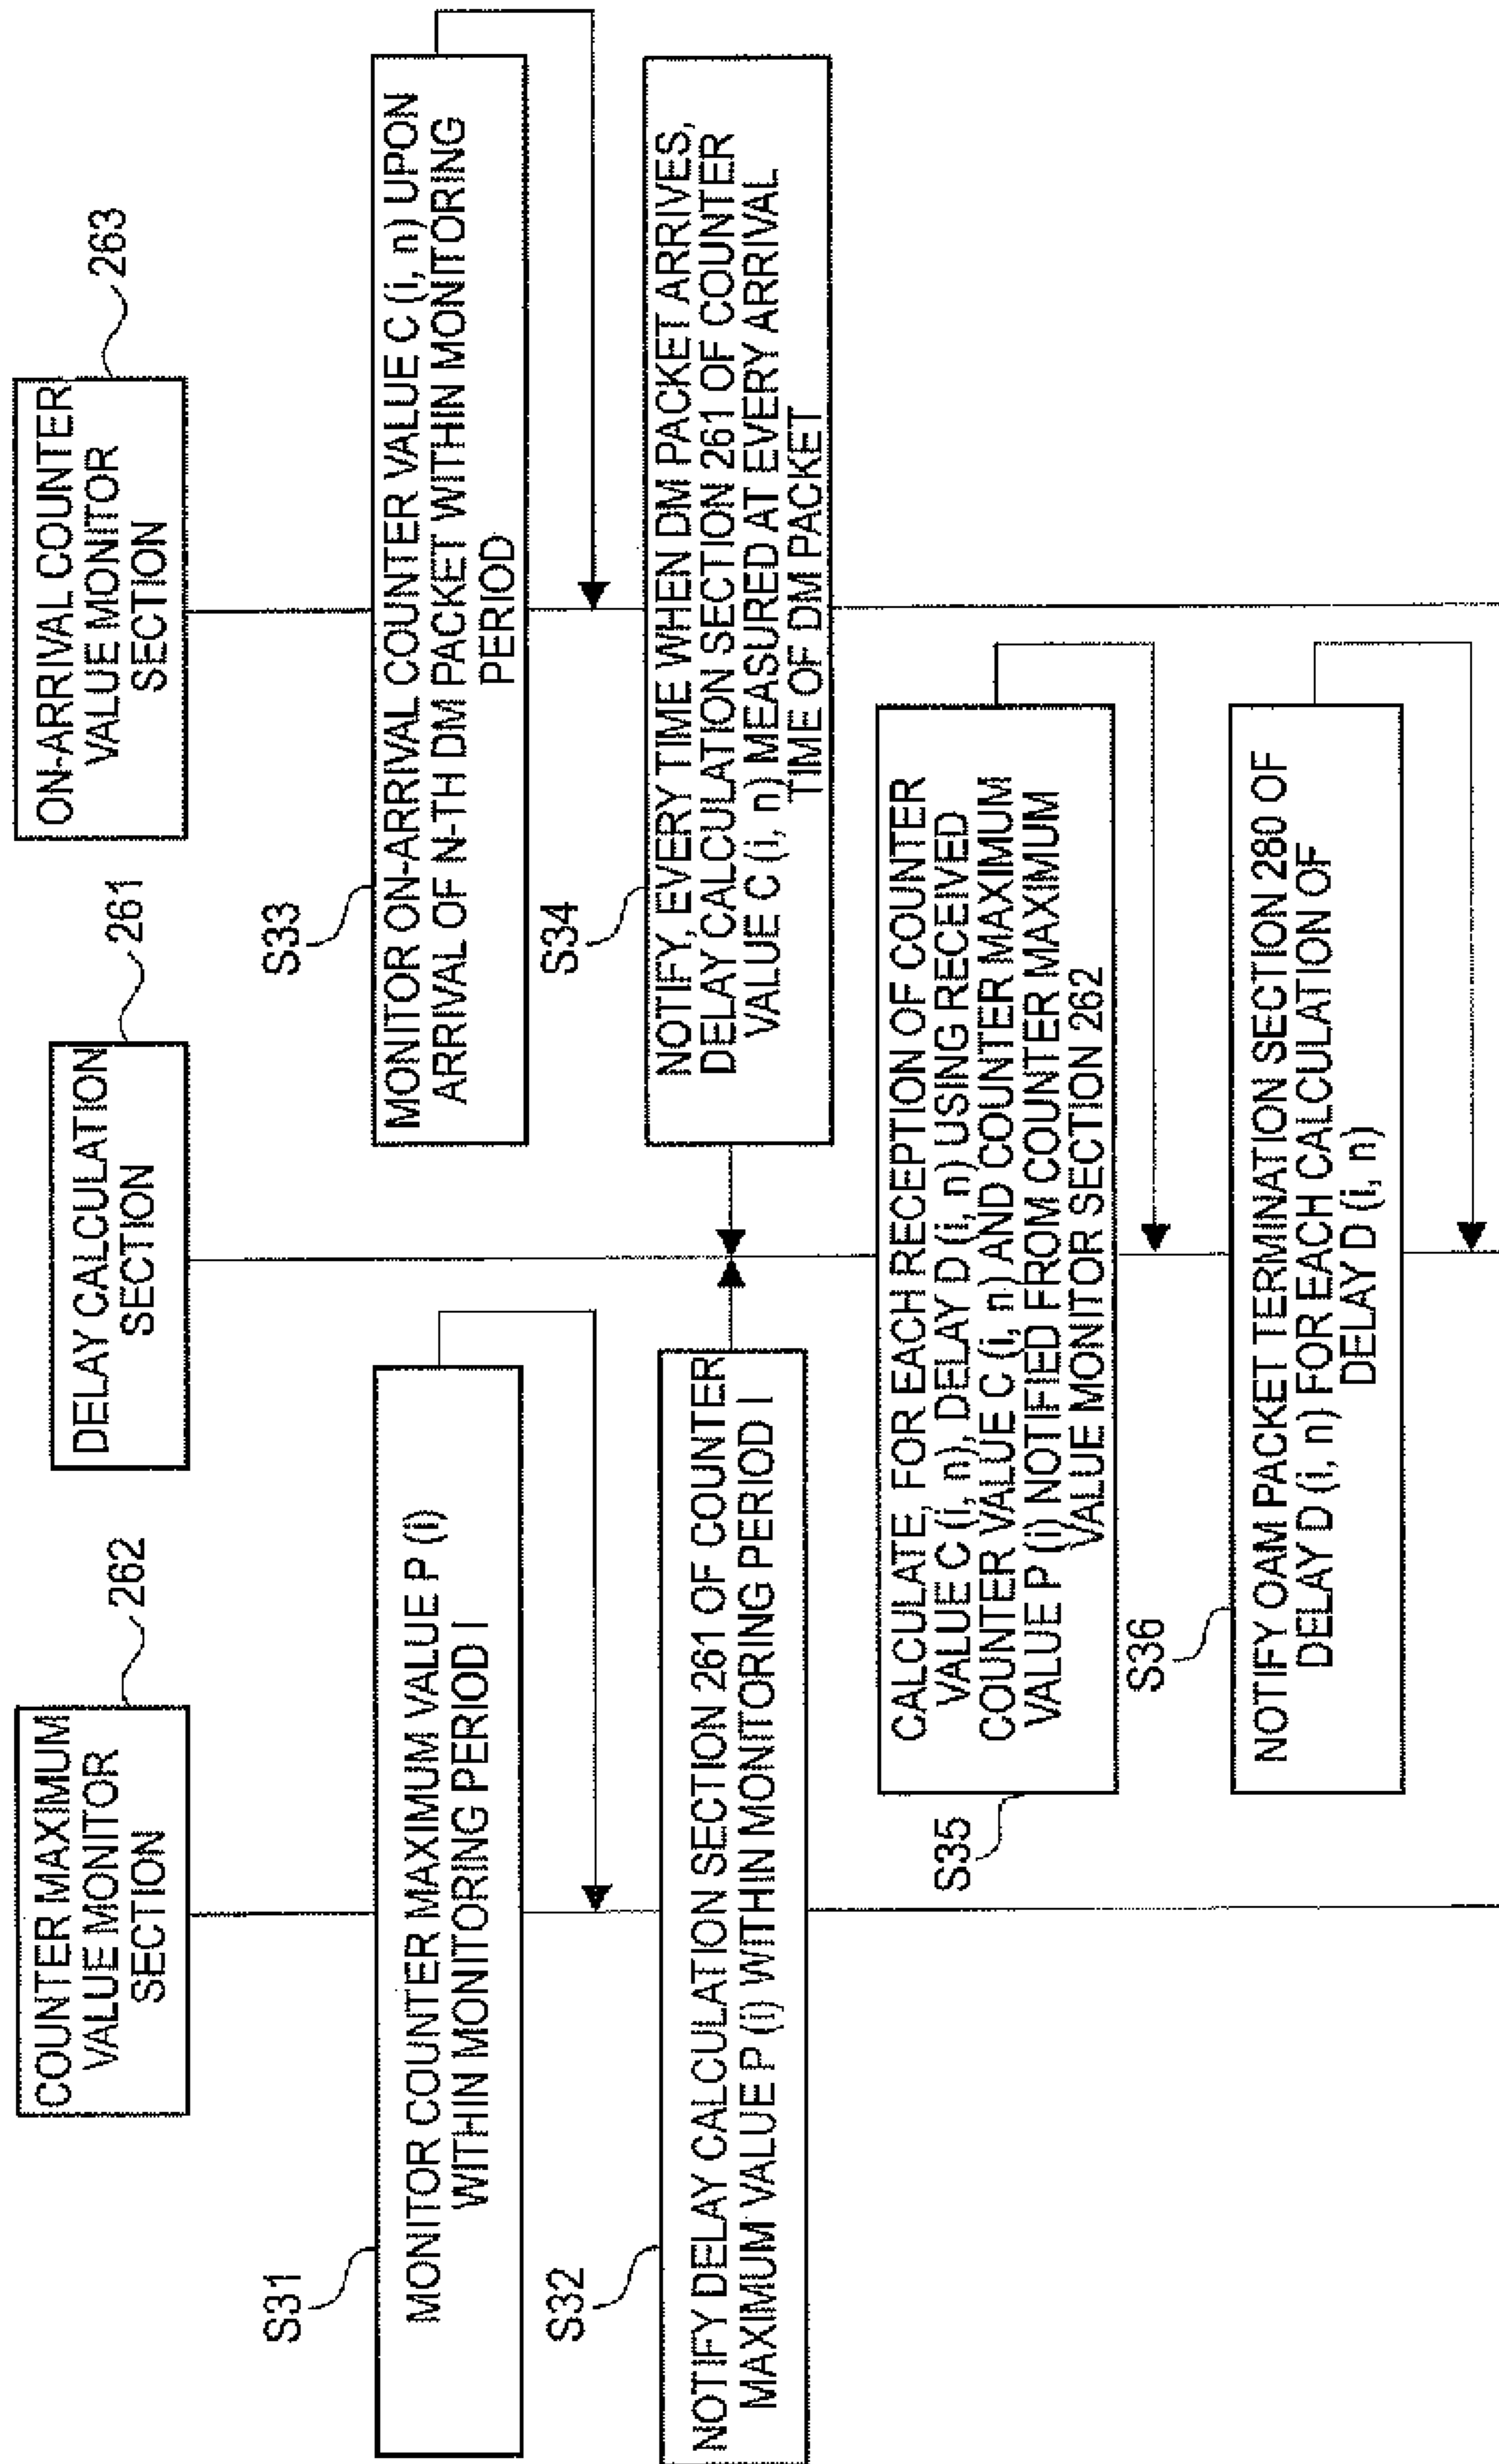 COUNTER MAXIMUM
VALUE MONITOR
SECTION
262
DELAY CALCULATION
SECTION
261
ON-ARRIVAL COUNTER
VALUE MONITOR
SECTION
263
S31
MONITOR COUNTER MAXIMUM VALUE P (i)
WITHIN MONITORING PERIOD I
S33
MONITOR ON-ARRIVAL COUNTER VALUE C (i, n) UPON
ARRIVAL OF N-TH DM PACKET WITHIN MONITORING
PERIOD
S32
NOTIFY DELAY CALCULATION SECTION 261 OF COUNTER
MAXIMUM VALUE P (i) WITHIN MONITORING PERIOD I
S34
NOTIFY, EVERY TIME WHEN DM PACKET ARRIVES,
DELAY CALCULATION SECTION 261 OF COUNTER
VALUE C (i, n) MEASURED AT EVERY ARRIVAL
TIME OF DM PACKET
S35
CALCULATE, FOR EACH RECEPTION OF COUNTER
VALUE C (i, n), DELAY D (i, n) USING RECEIVED
COUNTER VALUE C (i, n) AND COUNTER MAXIMUM
VALUE P (i) NOTIFIED FROM COUNTER MAXIMUM
VALUE MONITOR SECTION 262
S36
NOTIFY OAM PACKET TERMINATION SECTION 280 OF
DELAY D (i, n) FOR EACH CALCULATION OF
DELAY D (i, n)